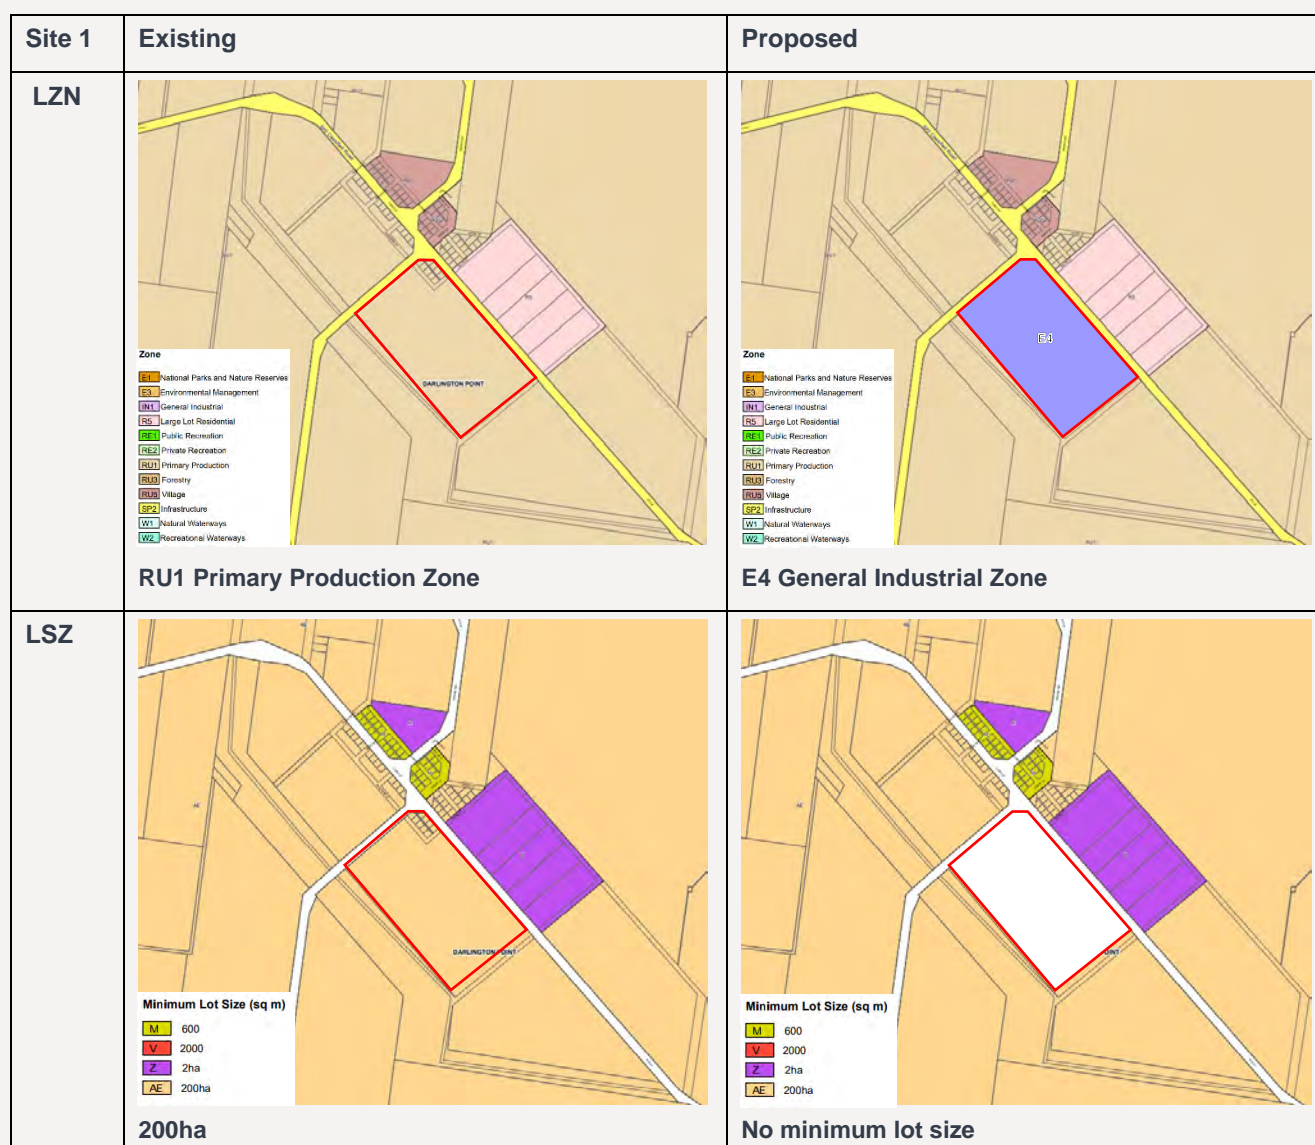 Site 1
Existing
Proposed
LZN
DARLINGTON POINT
R5
Zone
E1 National Parks and Nature Reserves
E3 Environmental Management
IN1 General Industrial
R5 Large Lot Residential
RE1 Public Recreation
RE2 Private Recreation
RU1 Primary Production
RU3 Forestry
RU5 Village
SP2 Infrastructure
W1 Natural Waterways
W2 Recreational Waterways
RU1 Primary Production Zone
E4
R5
Zone
E1 National Parks and Nature Reserves
E3 Environmental Management
IN1 General Industrial
R5 Large Lot Residential
RE1 Public Recreation
RE2 Private Recreation
RU1 Primary Production
RU3 Forestry
RU5 Village
SP2 Infrastructure
W1 Natural Waterways
W2 Recreational Waterways
E4 General Industrial Zone
LSZ
AE
DARLINGTON POINT
Minimum Lot Size (sq m)
M 600
V 2000
Z 2ha
AE 200ha
200ha
AE
OINT
Minimum Lot Size (sq m)
M 600
V 2000
Z 2ha
AE 200ha
No minimum lot size